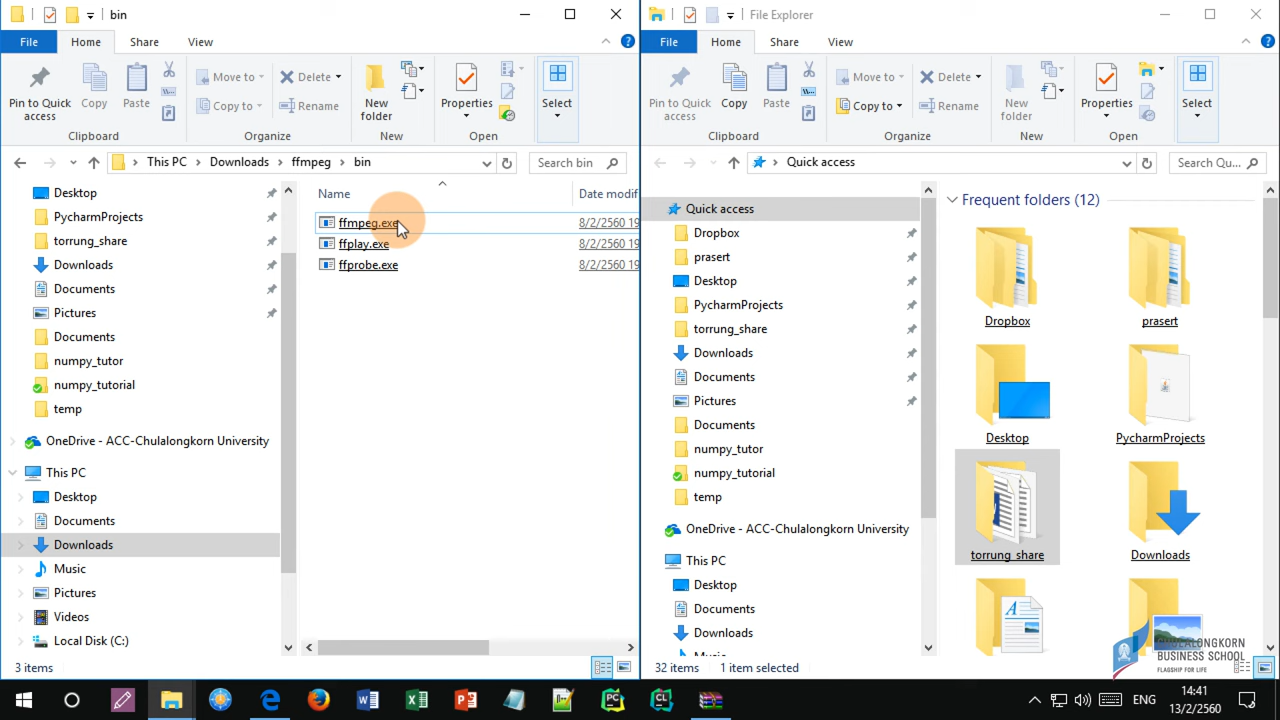 bin
File
Home
Share
View
Pin to Quick access
Copy
Paste
Clipboard
Move to
Copy to
Delete
Rename
Organize
New folder
New
Properties
Open
Select
This PC > Downloads > ffmpeg > bin
Search bin
Desktop
PycharmProjects
torrung_share
Downloads
Documents
Pictures
Documents
numpy_tutor
numpy_tutorial
temp
OneDrive - ACC-Chulalongkorn University
This PC
Desktop
Documents
Downloads
Music
Pictures
Videos
Local Disk (C:)
Name
Date modif
ffmpeg.exe
8/2/2560 19
ffplay.exe
8/2/2560 19
ffprobe.exe
8/2/2560 19
3 items
File Explorer
File
Home
Share
View
Pin to Quick access
Copy
Paste
Clipboard
Move to
Copy to
Delete
Rename
Organize
New folder
New
Properties
Open
Select
Quick access
Search Qu...
Quick access
Dropbox
prasert
Desktop
PycharmProjects
torrung_share
Downloads
Documents
Pictures
Documents
numpy_tutor
numpy_tutorial
temp
OneDrive - ACC-Chulalongkorn University
This PC
Desktop
Documents
Downloads
Music
Frequent folders (12)
Dropbox
prasert
Desktop
PycharmProjects
torrung_share
Downloads
32 items
1 item selected
CHULALONGKORN
BUSINESS SCHOOL
FLAGSHIP FOR LIFE
ENG
14:41
13/2/2560